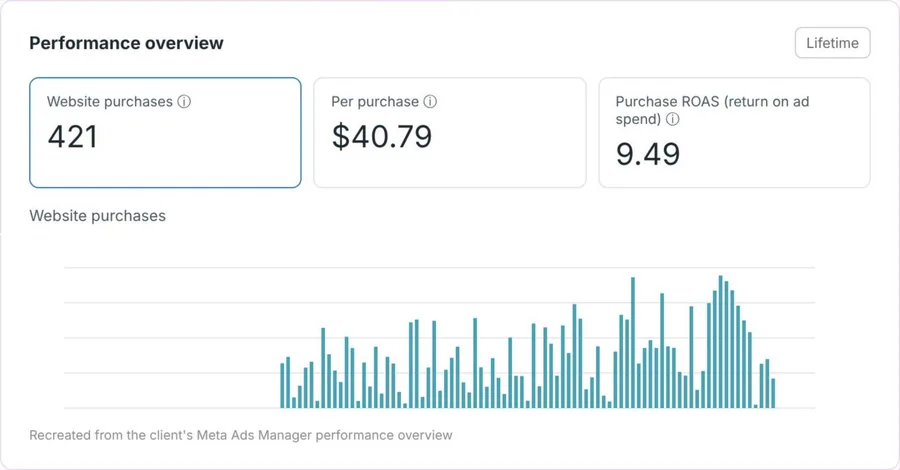 Performance overview
Lifetime
Website purchases ⓘ
421
Per purchase ⓘ
$40.79
Purchase ROAS (return on ad
spend) ⓘ
9.49
Website purchases
Recreated from the client's Meta Ads Manager performance overview